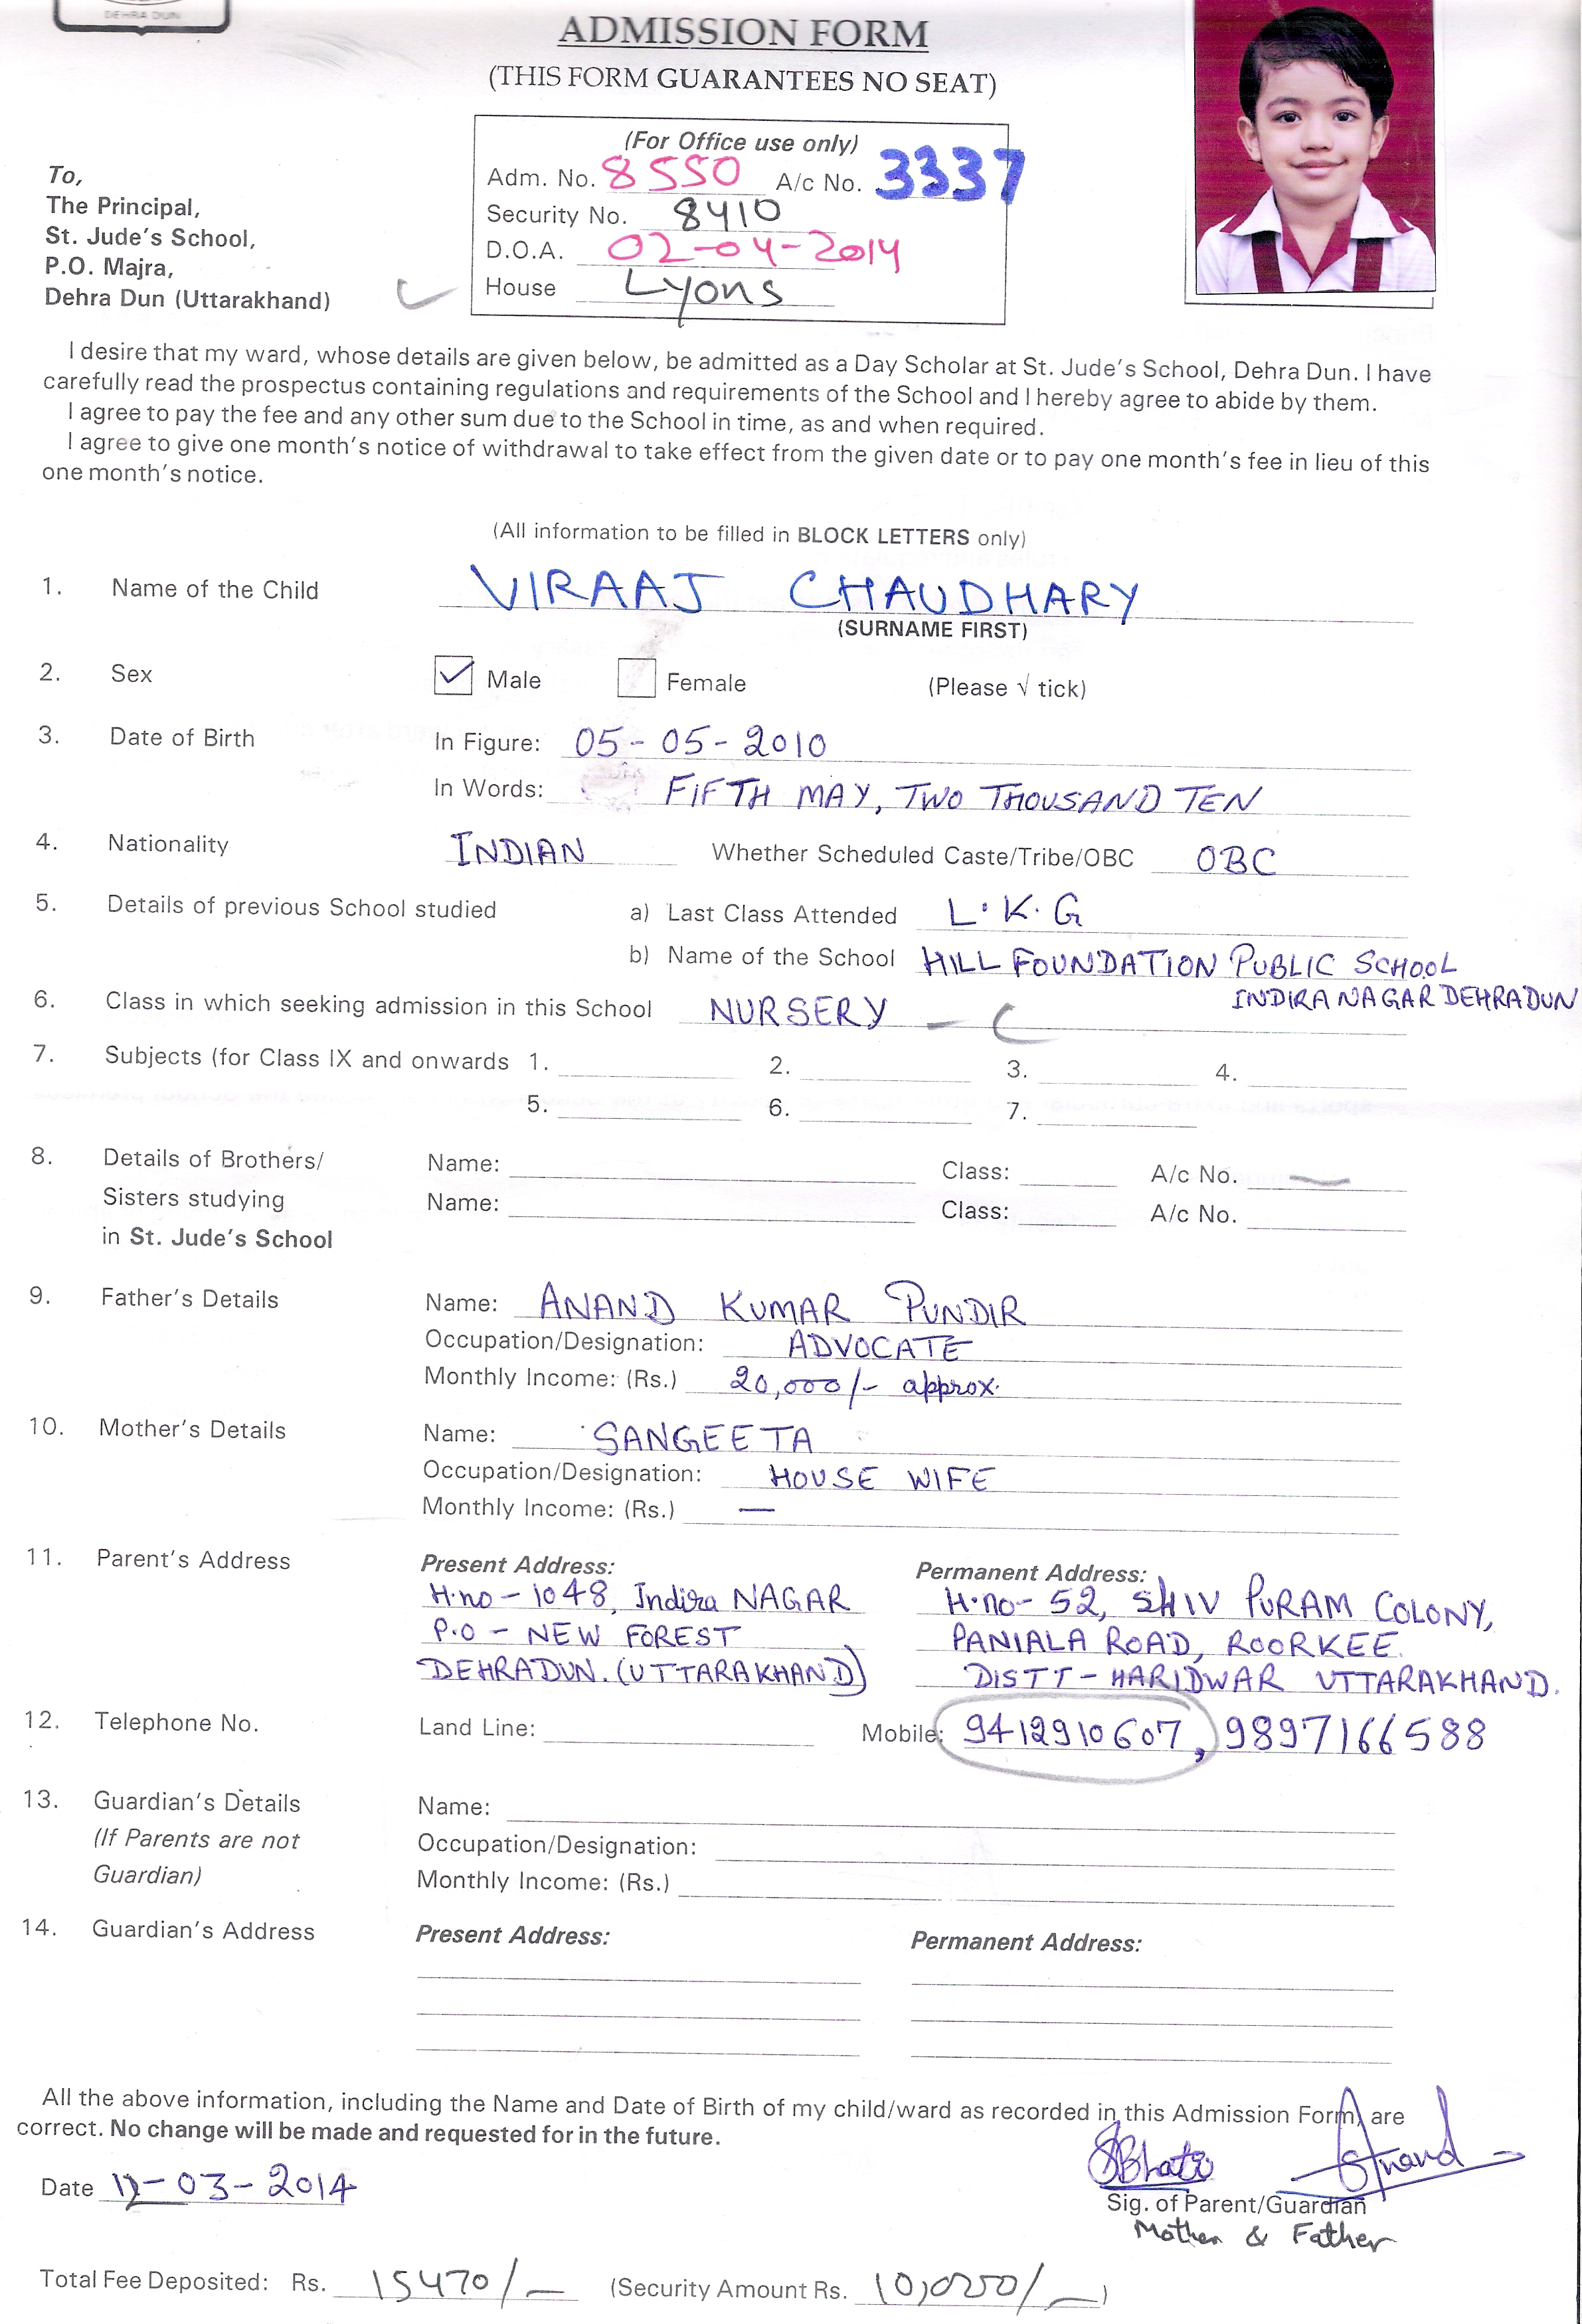 DEHRA DUN
ADMISSION FORM
(THIS FORM GUARANTEES NO SEAT)
(For Office use only)
Adm. No. 8550 A/c No. 3337
Security No. 8410
D.O.A. 02-04-2014
House Lyons
To,
The Principal,
St. Jude's School,
P.O. Majra,
Dehra Dun (Uttarakhand)
I desire that my ward, whose details are given below, be admitted as a Day Scholar at St. Jude's School, Dehra Dun. I have
carefully read the prospectus containing regulations and requirements of the School and I hereby agree to abide by them.
I agree to pay the fee and any other sum due to the School in time, as and when required.
I agree to give one month's notice of withdrawal to take effect from the given date or to pay one month's fee in lieu of this
one month's notice.
(All information to be filled in BLOCK LETTERS only)
1. Name of the Child VIRAAJ CHAUDHARY
(SURNAME FIRST)
2. Sex Male Female (Please √ tick)
3. Date of Birth In Figure: 05-05-2010
In Words: FIFTH MAY, TWO THOUSAND TEN
4. Nationality INDIAN Whether Scheduled Caste/Tribe/OBC OBC
5. Details of previous School studied a) Last Class Attended L.K.G
b) Name of the School HILL FOUNDATION PUBLIC SCHOOL
INDIRA NAGAR DEHRADUN
6. Class in which seeking admission in this School NURSERY - C
7. Subjects (for Class IX and onwards 1. 2. 3. 4.
5. 6. 7.
8. Details of Brothers/ Name: Class: A/c No. —
Sisters studying Name: Class: A/c No.
in St. Jude's School
9. Father's Details Name: ANAND KUMAR PUNDIR
Occupation/Designation: ADVOCATE
Monthly Income: (Rs.) 20,000/- approx.
10. Mother's Details Name: SANGEETA
Occupation/Designation: HOUSE WIFE
Monthly Income: (Rs.) —
11. Parent's Address Present Address: Permanent Address:
H.no - 1048, Indira NAGAR H.no- 52, SHIV PURAM COLONY,
P.O - NEW FOREST PANIALA ROAD, ROORKEE.
DEHRADUN. (UTTARAKHAND) DISTT - HARIDWAR UTTARAKHAND.
12. Telephone No. Land Line: Mobile: 9412910607, 9897166588
13. Guardian's Details Name:
(If Parents are not Occupation/Designation:
Guardian) Monthly Income: (Rs.)
14. Guardian's Address Present Address: Permanent Address:
All the above information, including the Name and Date of Birth of my child/ward as recorded in this Admission Form, are
correct. No change will be made and requested for in the future.
Date -03-2014
Sig. of Parent/Guardian
Mother & Father
Total Fee Deposited: Rs. 15470/- (Security Amount Rs. 10,000/-)